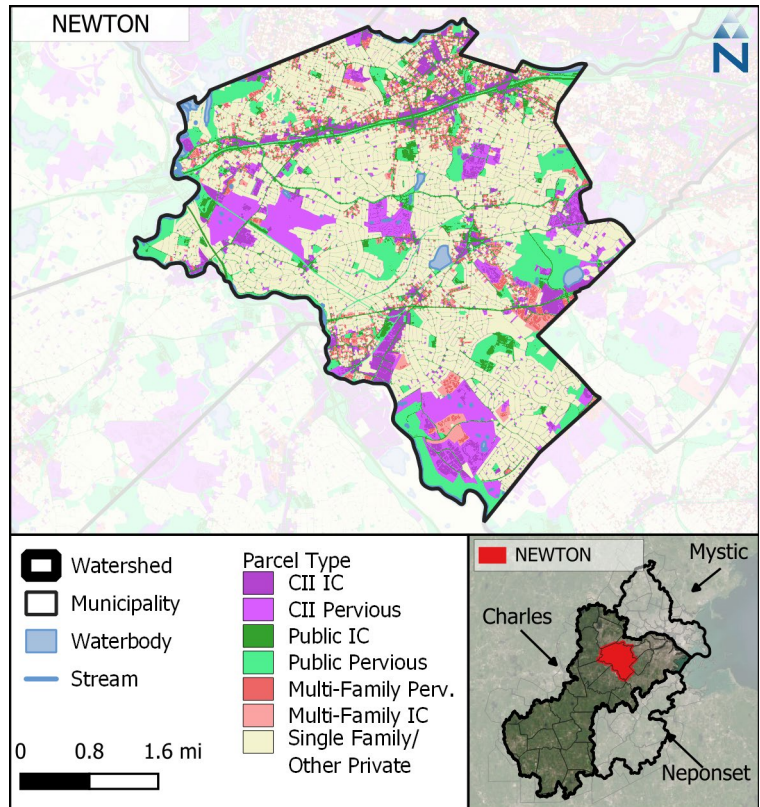 NEWTON
N
Watershed
Municipality
Waterbody
Stream
0 0.8 1.6 mi
Parcel Type
CII IC
CII Pervious
Public IC
Public Pervious
Multi-Family Perv.
Multi-Family IC
Single Family/
Other Private
NEWTON
Mystic
Charles
Neponset